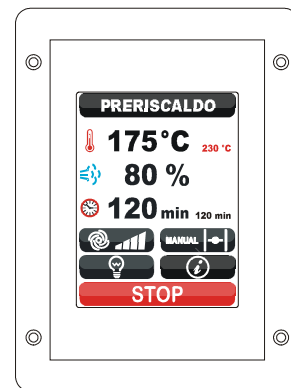 PRERISCALDO
175°C 230 °C
80 %
120 min 120 min
MANUAL
i
STOP